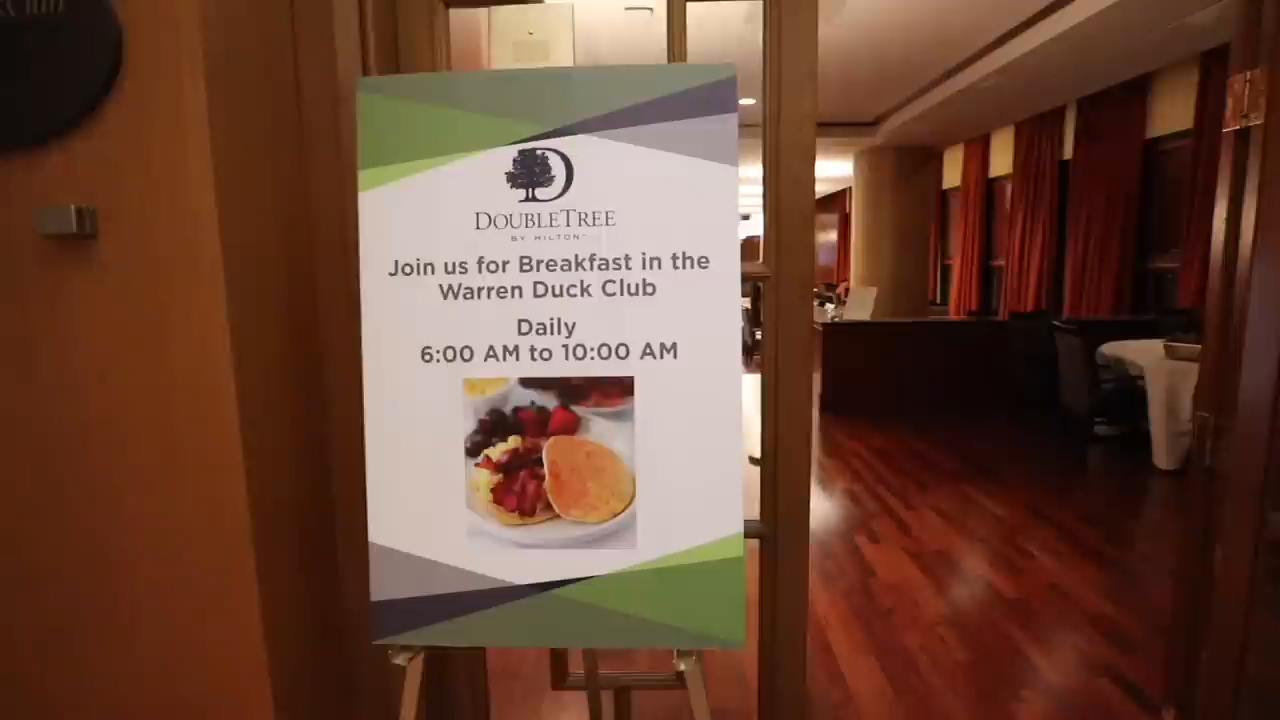 DOUBLETREE
BY HILTON™
Join us for Breakfast in the
Warren Duck Club
Daily
6:00 AM to 10:00 AM